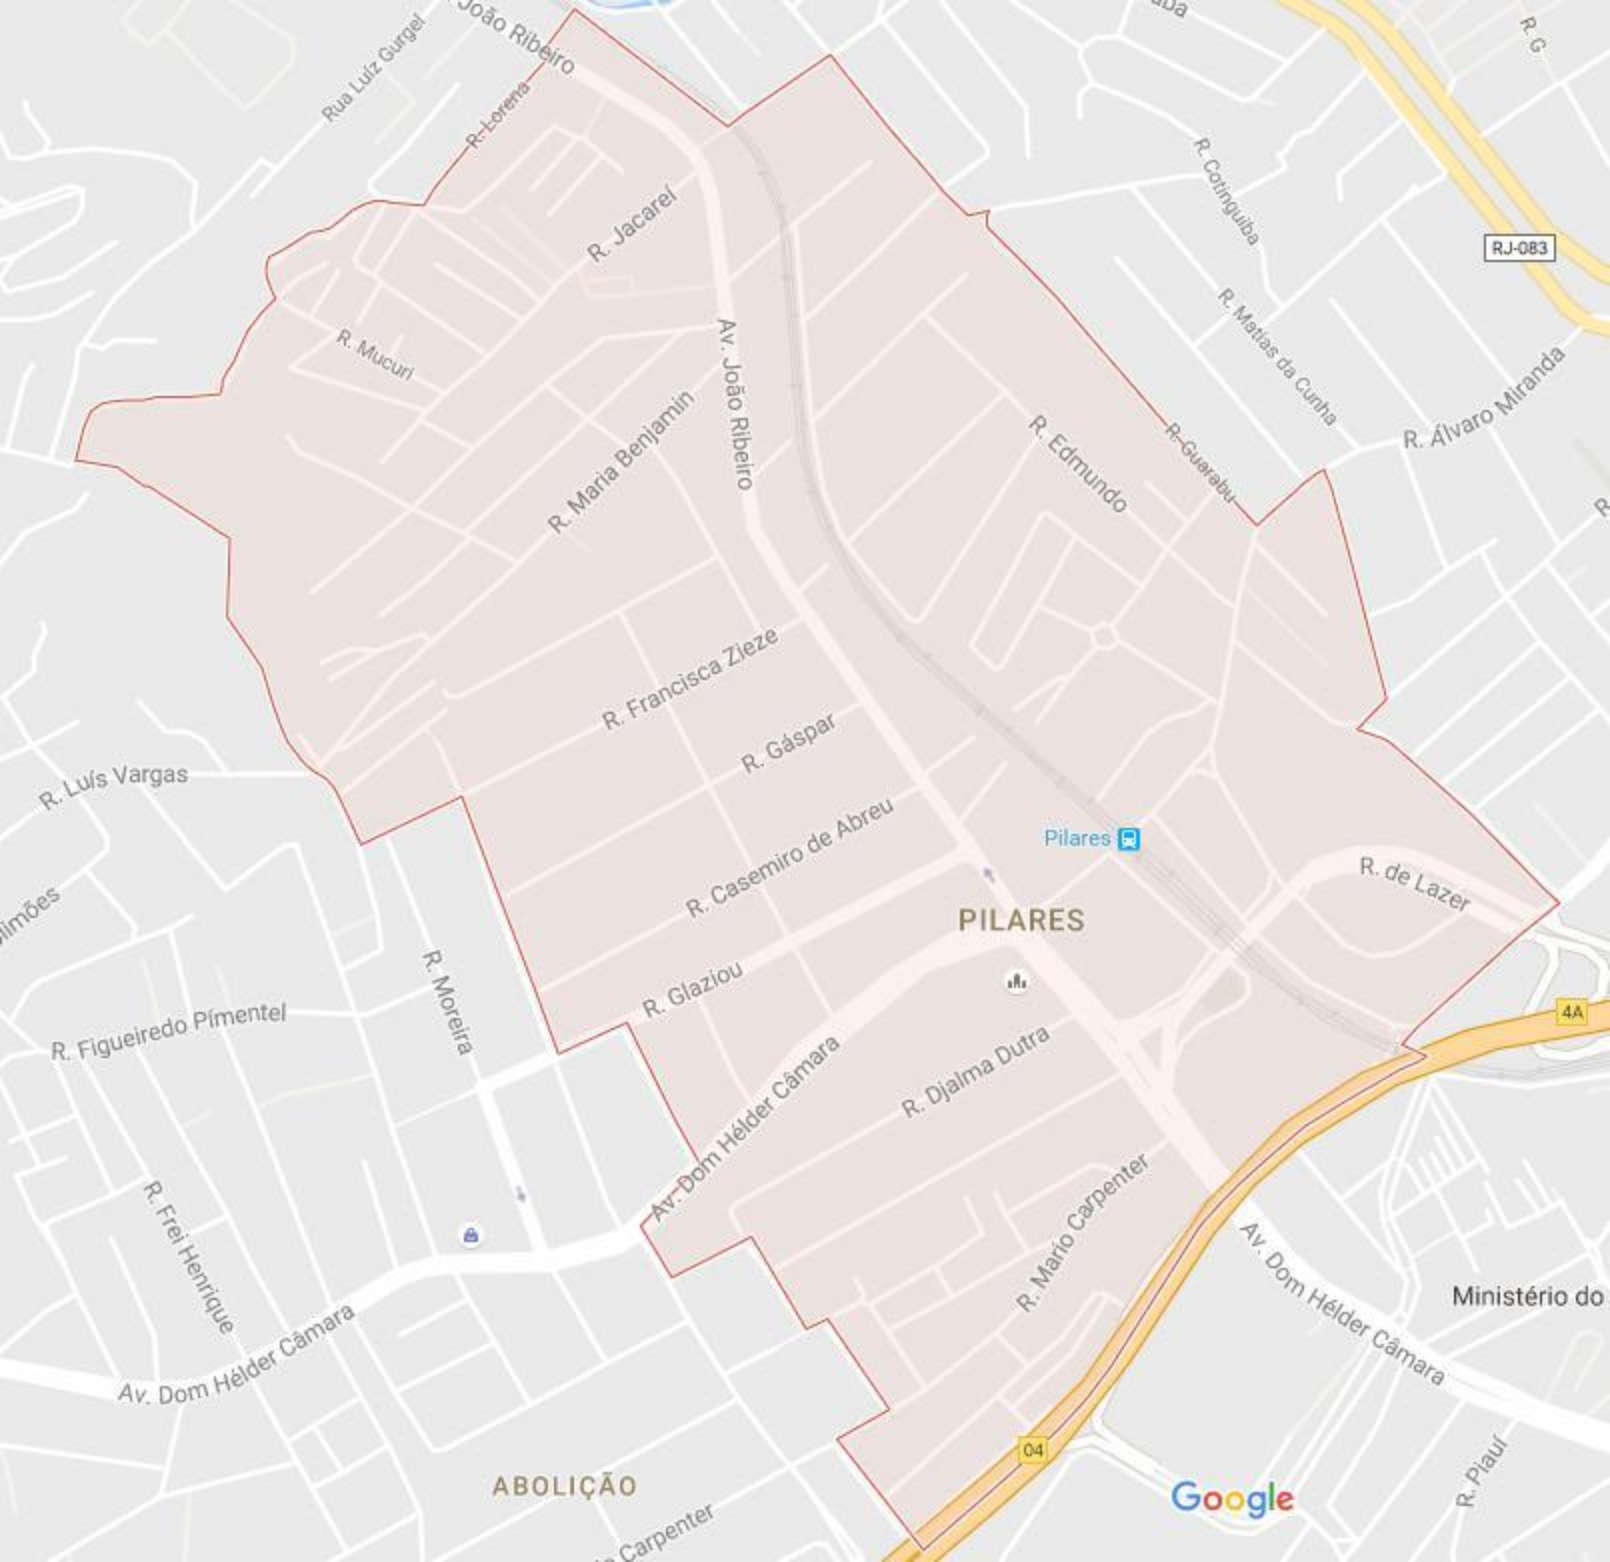 João Ribeiro
Rua Luíz Gurgel
R. Lorena
R. G
R. Cotinguiba
R. Jacareí
RJ-083
R. Matías da Cunha
R. Mucuri
Av. João Ribeiro
R. Álvaro Miranda
R. Maria Benjamin
R. Edmundo
R. Guarabu
R. Francisca Zieze
R. Gáspar
R. Luís Vargas
R. Casemiro de Abreu
Pilares
R. de Lazer
PILARES
R. Moreira
R. Glaziou
4A
R. Figueiredo Pimentel
R. Djalma Dutra
Av. Dom Hélder Câmara
R. Mario Carpenter
R. Frei Henrique
Av. Dom Hélder Câmara
Ministério do
Av. Dom Hélder Câmara
04
ABOLIÇÃO
Google
R. Piauí
Carpenter